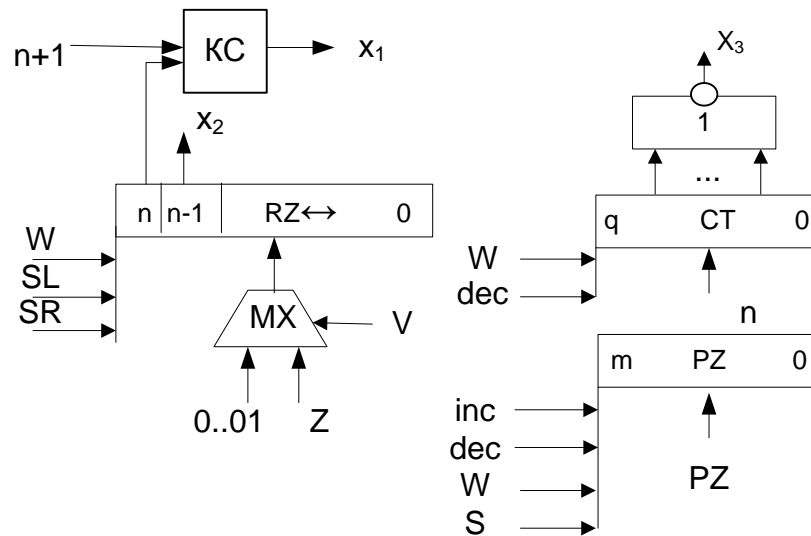 n+1
КС
x₁
x₂
n n-1 RZ↔ 0
W
SL
SR
MX
V
0..01 Z
X₃
1
...
q CT 0
W
dec
n
m PZ 0
inc
dec
W
S
PZ